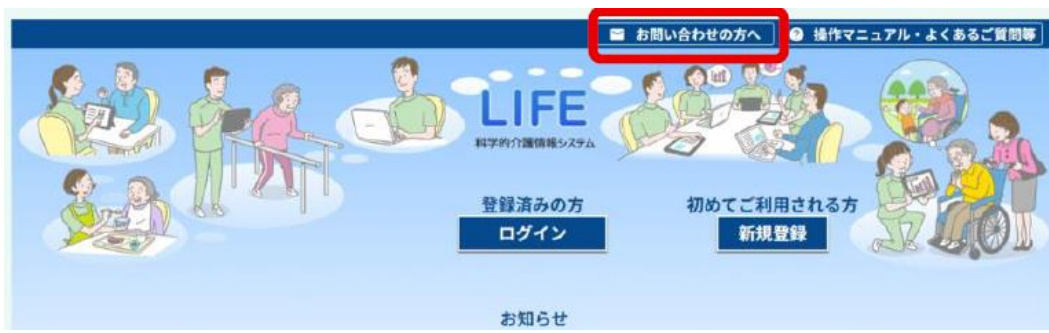 お問い合わせの方へ
操作マニュアル・よくあるご質問等
LIFE
科学的介護情報システム
登録済みの方
初めてご利用される方
ログイン
新規登録
お知らせ